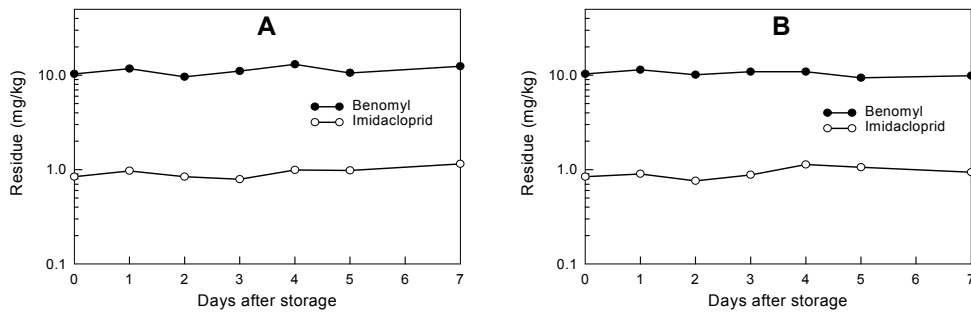 A
Residue (mg/kg)
10.0
1.0
0.1
Benomyl
Imidacloprid
0 1 2 3 4 5 6 7
Days after storage
B
Residue (mg/kg)
10.0
1.0
0.1
Benomyl
Imidacloprid
0 1 2 3 4 5 6 7
Days after storage